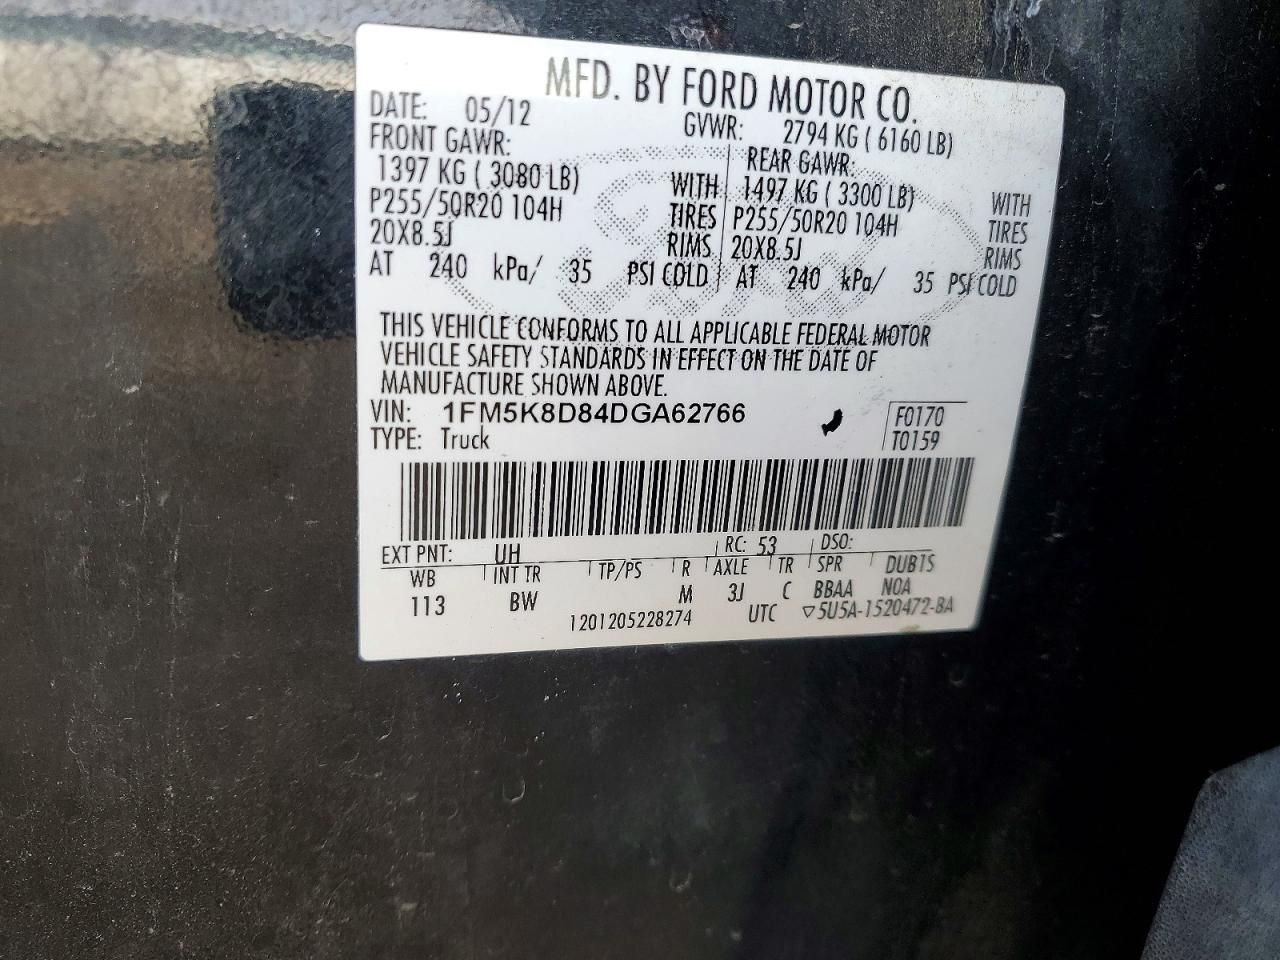 MFD. BY FORD MOTOR CO.
DATE: 05/12 GVWR: 2794 KG ( 6160 LB)
FRONT GAWR: REAR GAWR:
1397 KG ( 3080 LB) WITH 1497 KG ( 3300 LB) WITH
P255/50R20 104H TIRES P255/50R20 104H TIRES
20X8.5J RIMS 20X8.5J RIMS
AT 240 kPa/ 35 PSI COLD AT 240 kPa/ 35 PSI COLD
THIS VEHICLE CONFORMS TO ALL APPLICABLE FEDERAL MOTOR
VEHICLE SAFETY STANDARDS IN EFFECT ON THE DATE OF
MANUFACTURE SHOWN ABOVE.
VIN: 1FM5K8D84DGA62766 F0170
TYPE: Truck T0159
EXT PNT: UH RC: 53 DSO:
WB INT TR TP/PS R AXLE TR SPR DUBTS
113 BW M 3J C BBAA NOA
1201205228274 UTC ▽5U5A-1520472-BA